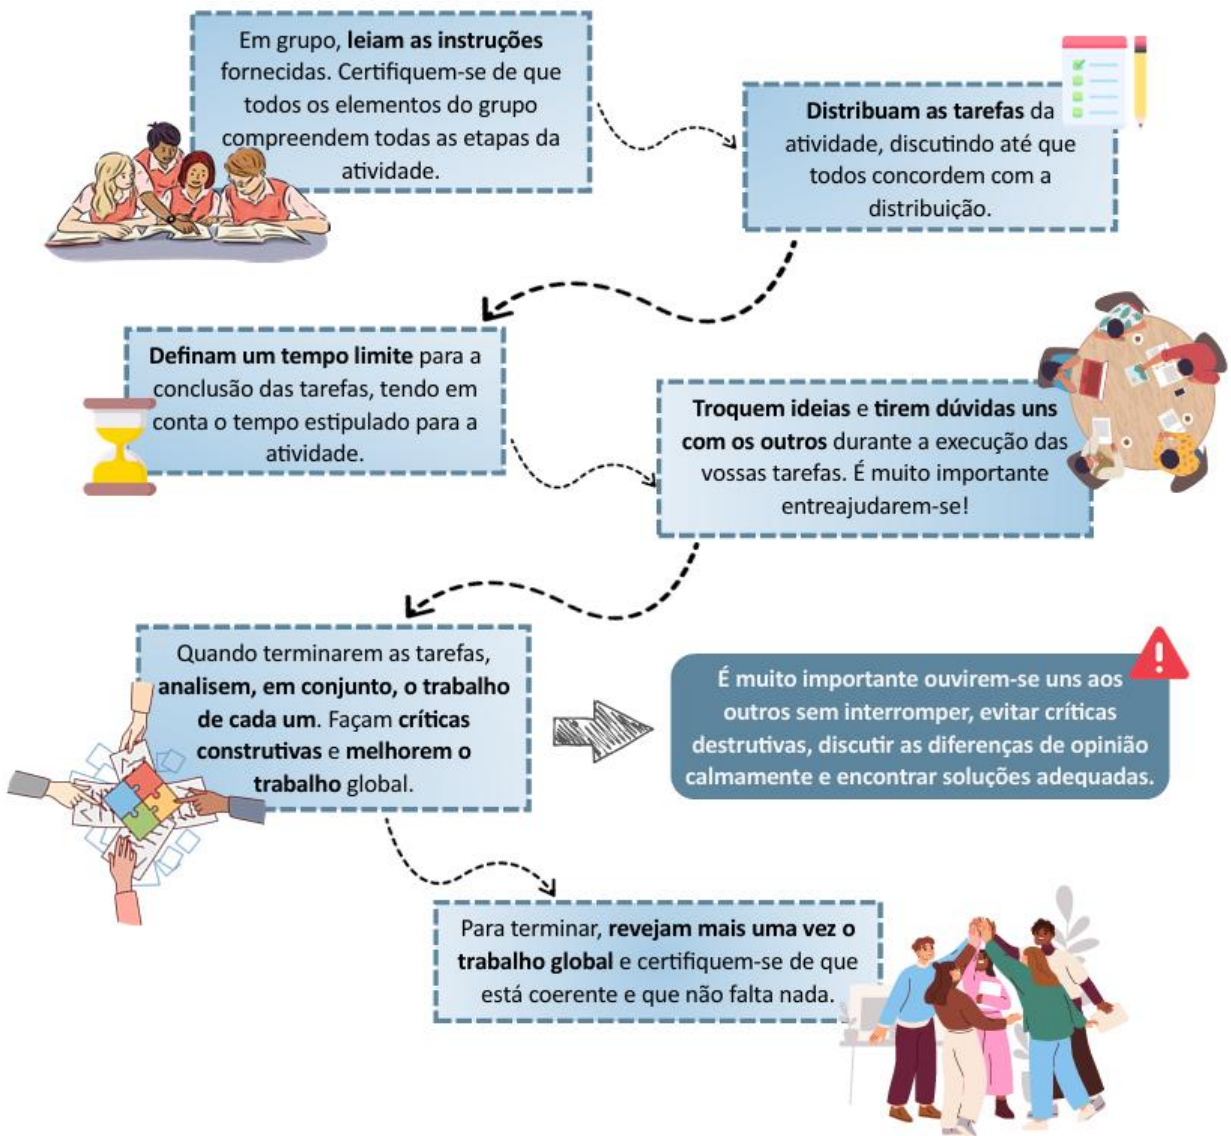 Em grupo, leiam as instruções
fornecidas. Certifiquem-se de que
todos os elementos do grupo
compreendem todas as etapas da
atividade.
Distribuam as tarefas da
atividade, discutindo até que
todos concordem com a
distribuição.
Definam um tempo limite para a
conclusão das tarefas, tendo em
conta o tempo estipulado para a
atividade.
Troquem ideias e tirem dúvidas uns
com os outros durante a execução das
vossas tarefas. É muito importante
entreajudarem-se!
Quando terminarem as tarefas,
analisem, em conjunto, o trabalho
de cada um. Façam críticas
construtivas e melhorem o
trabalho global.
É muito importante ouvirem-se uns aos
outros sem interromper, evitar críticas
destrutivas, discutir as diferenças de opinião
calmamente e encontrar soluções adequadas.
Para terminar, revejam mais uma vez o
trabalho global e certifiquem-se de que
está coerente e que não falta nada.